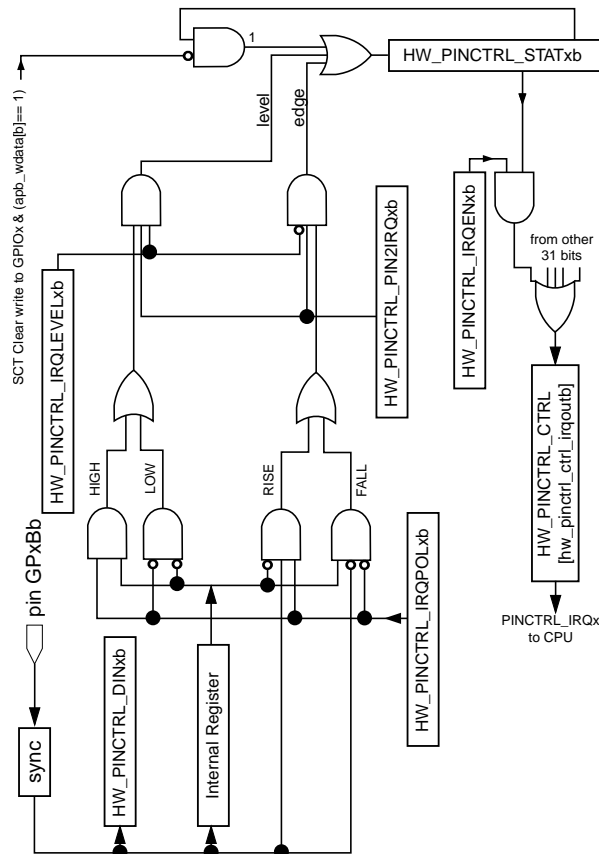 1
HW_PINCTRL_STATxb
SCT Clear write to GPIOx & (apb_wdata[b]== 1)
level
edge
HW_PINCTRL_IRQENxb
from other
31 bits
HW_PINCTRL_IRQLEVELxb
HW_PINCTRL_PIN2IRQxb
HW_PINCTRL_CTRL
[hw_pinctrl_ctrl_irqoutb]
HIGH
LOW
RISE
FALL
PINCTRL_IRQx
to CPU
pin GPxBb
HW_PINCTRL_IRQPOLxb
sync
HW_PINCTRL_DINxb
Internal Register